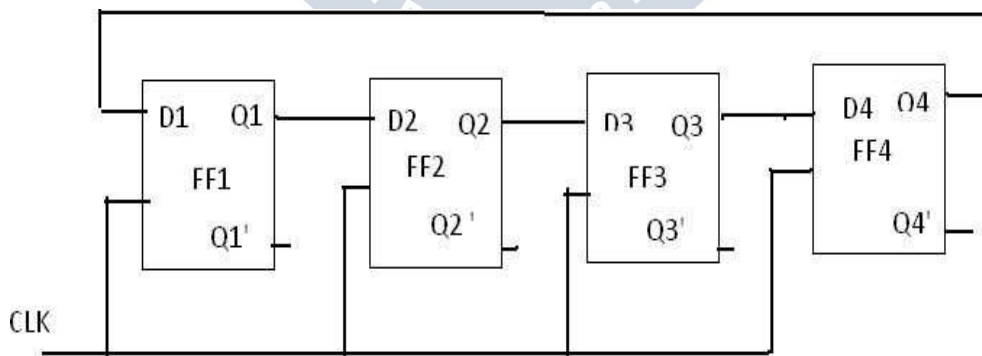 D1 Q1
FF1
Q1'
D2 Q2
FF2
Q2'
D3 Q3
FF3
Q3'
D4 Q4
FF4
Q4'
CLK